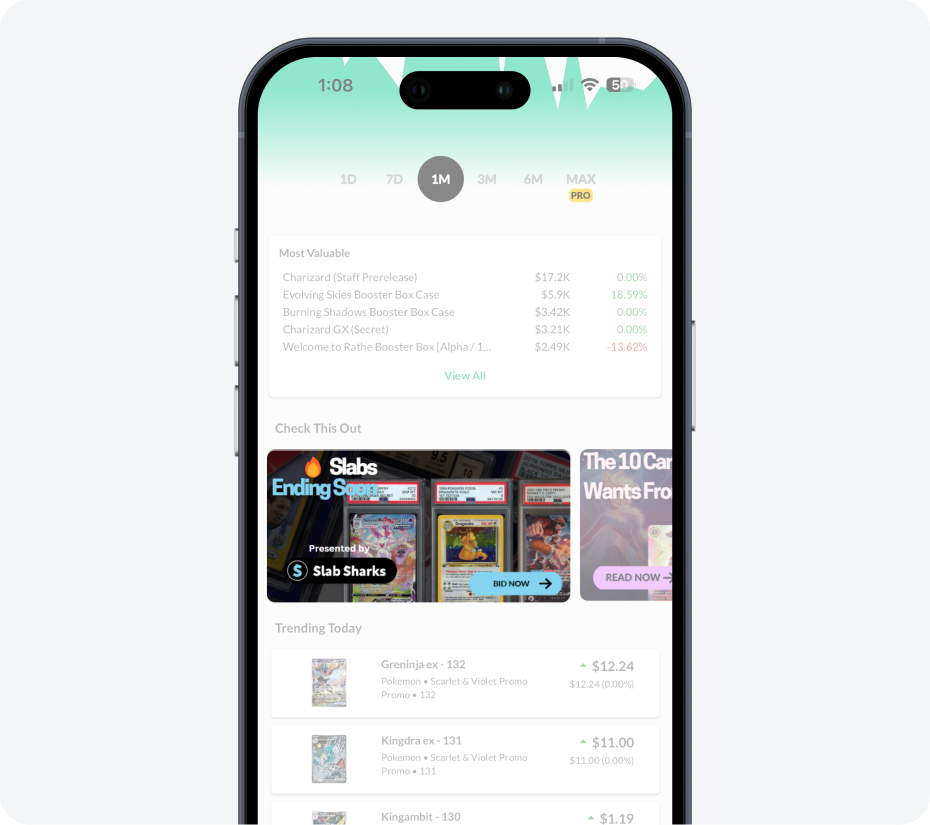 1:08
50
1D 7D 1M 3M 6M MAX
PRO
Most Valuable
Charizard (Staff Prerelease) $17.2K 0.00%
Evolving Skies Booster Box Case $5.9K 18.59%
Burning Shadows Booster Box Case $3.42K 0.00%
Charizard GX (Secret) $3.21K 0.00%
Welcome to Rathe Booster Box [Alpha / 1... $2.49K -13.62%
View All
Check This Out
Slabs
Ending Soon
Presented by
S Slab Sharks
BID NOW
9.5
10
Dragonite
The 10 Car
Wants Fro
READ NOW
Trending Today
Greninja ex - 132 $12.24
Pokemon • Scarlet & Violet Promo $12.24 (0.00%)
Promo • 132
Kingdra ex - 131 $11.00
Pokemon • Scarlet & Violet Promo $11.00 (0.00%)
Promo • 131
Kingambit - 130 $1.19